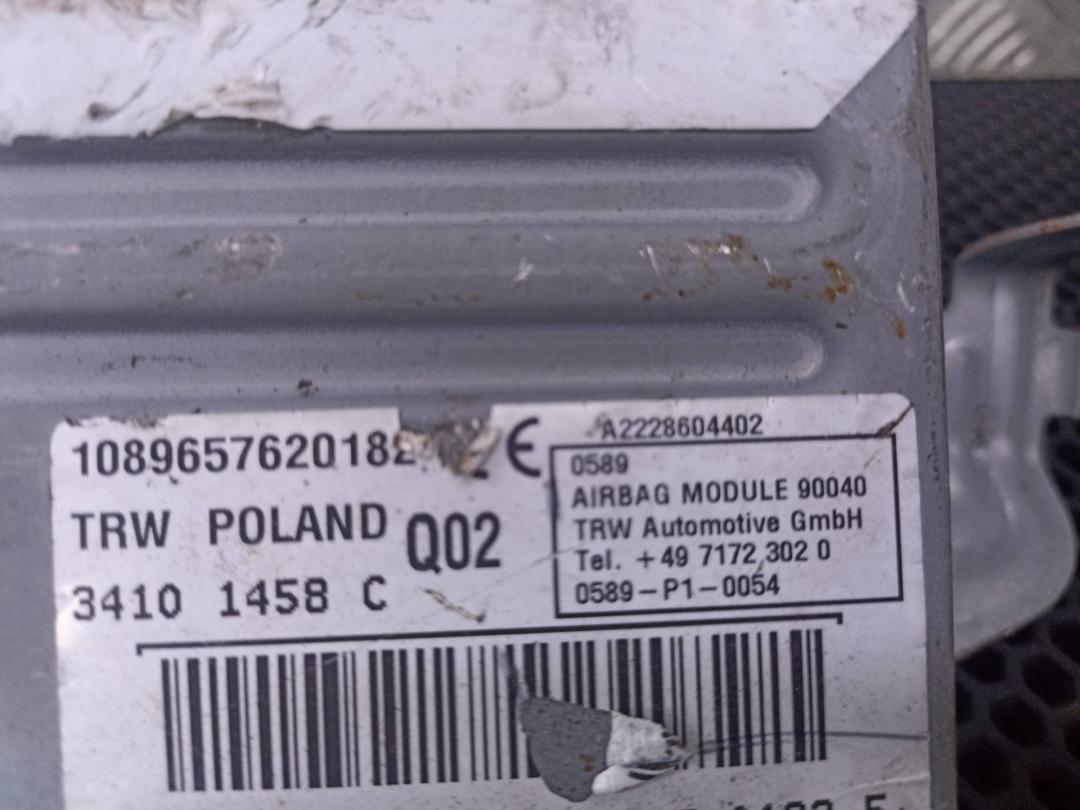 A2228604402
CE
0589
AIRBAG MODULE 90040
TRW POLAND Q02
TRW Automotive GmbH
Tel. +49 7172 302 0
3410 1458 C
0589-P1-0054